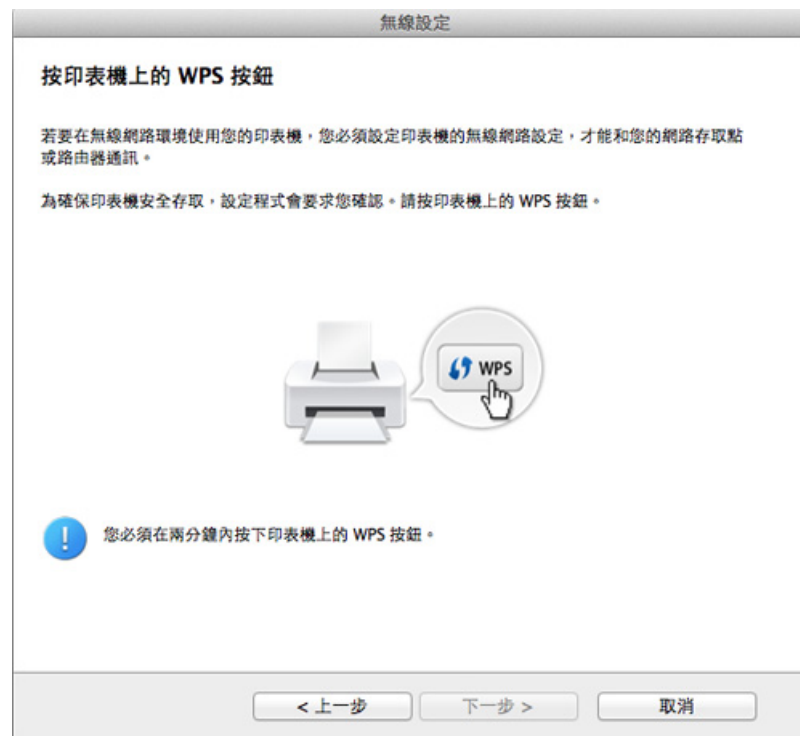 無線設定
按印表機上的 WPS 按鈕
若要在無線網路環境使用您的印表機，您必須設定印表機的無線網路設定，才能和您的網路存取點
或路由器通訊。
為確保印表機安全存取，設定程式會要求您確認。請按印表機上的 WPS 按鈕。
WPS
您必須在兩分鐘內按下印表機上的 WPS 按鈕。
< 上一步
下一步 >
取消